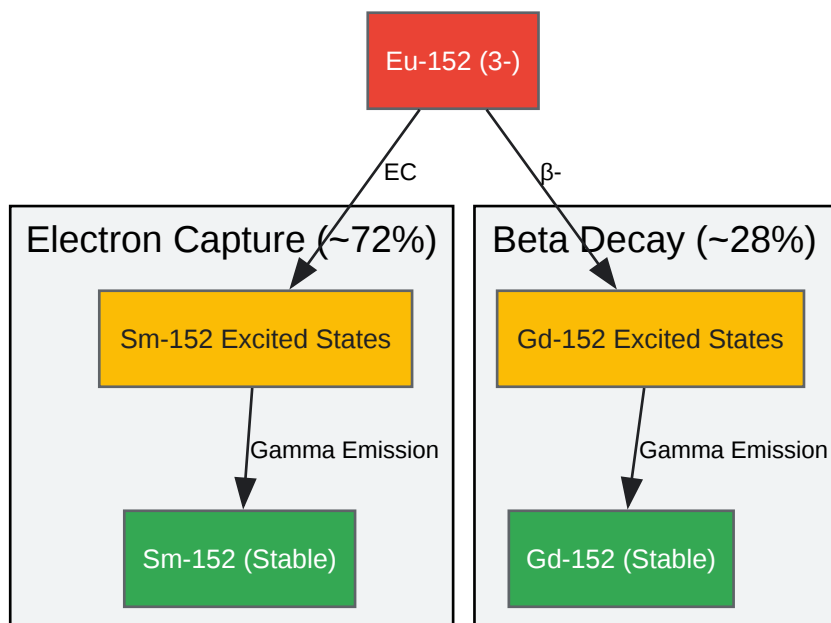 Eu-152 (3-)
EC
β-
Electron Capture (~72%)
Beta Decay (~28%)
Sm-152 Excited States
Gd-152 Excited States
Gamma Emission
Gamma Emission
Sm-152 (Stable)
Gd-152 (Stable)